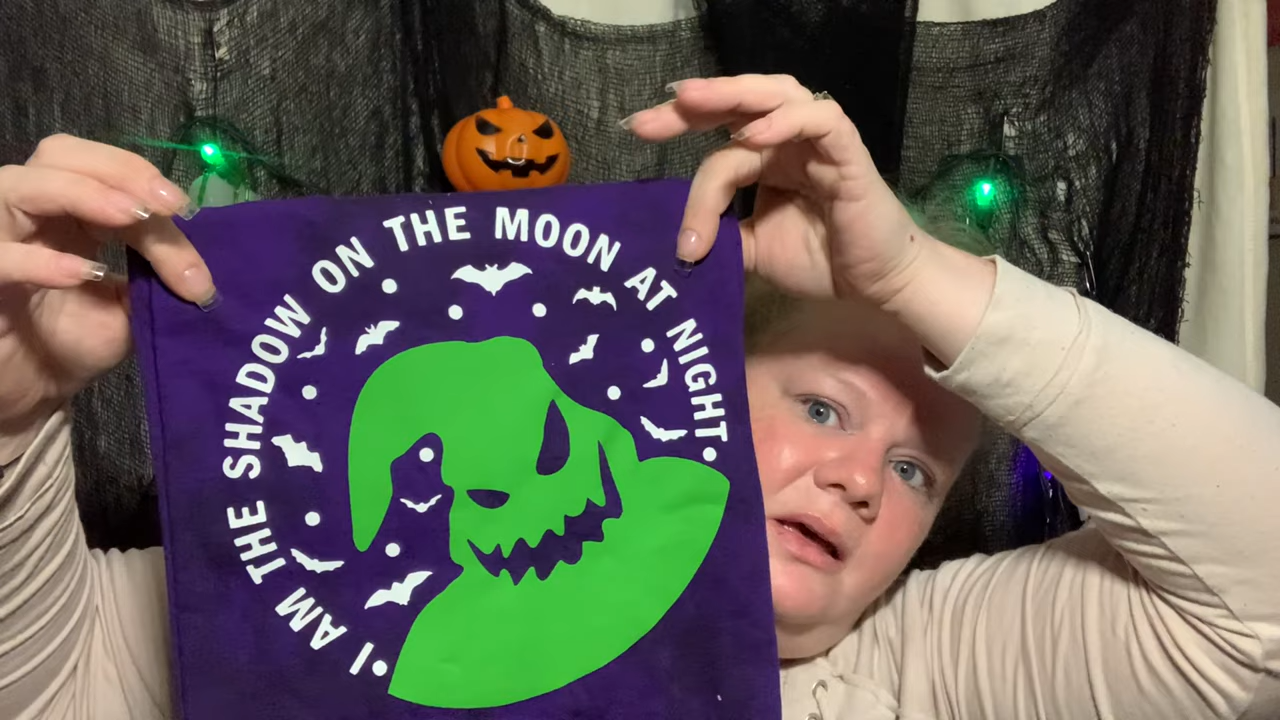 • I AM THE SHADOW ON THE MOON AT NIGHT •